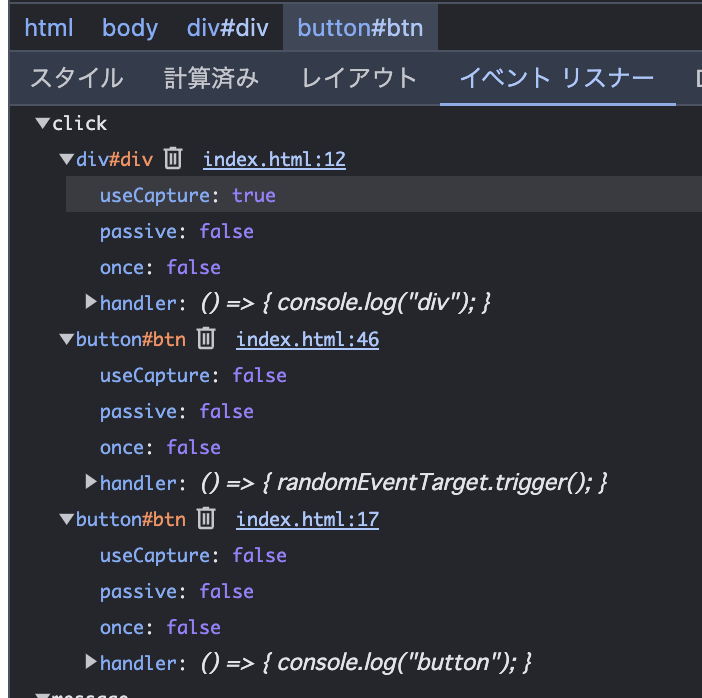 html body div#div button#btn
スタイル 計算済み レイアウト イベント リスナー
▼click
▼div#div index.html:12
useCapture: true
passive: false
once: false
▶handler: () => { console.log("div"); }
▼button#btn index.html:46
useCapture: false
passive: false
once: false
▶handler: () => { randomEventTarget.trigger(); }
▼button#btn index.html:17
useCapture: false
passive: false
once: false
▶handler: () => { console.log("button"); }